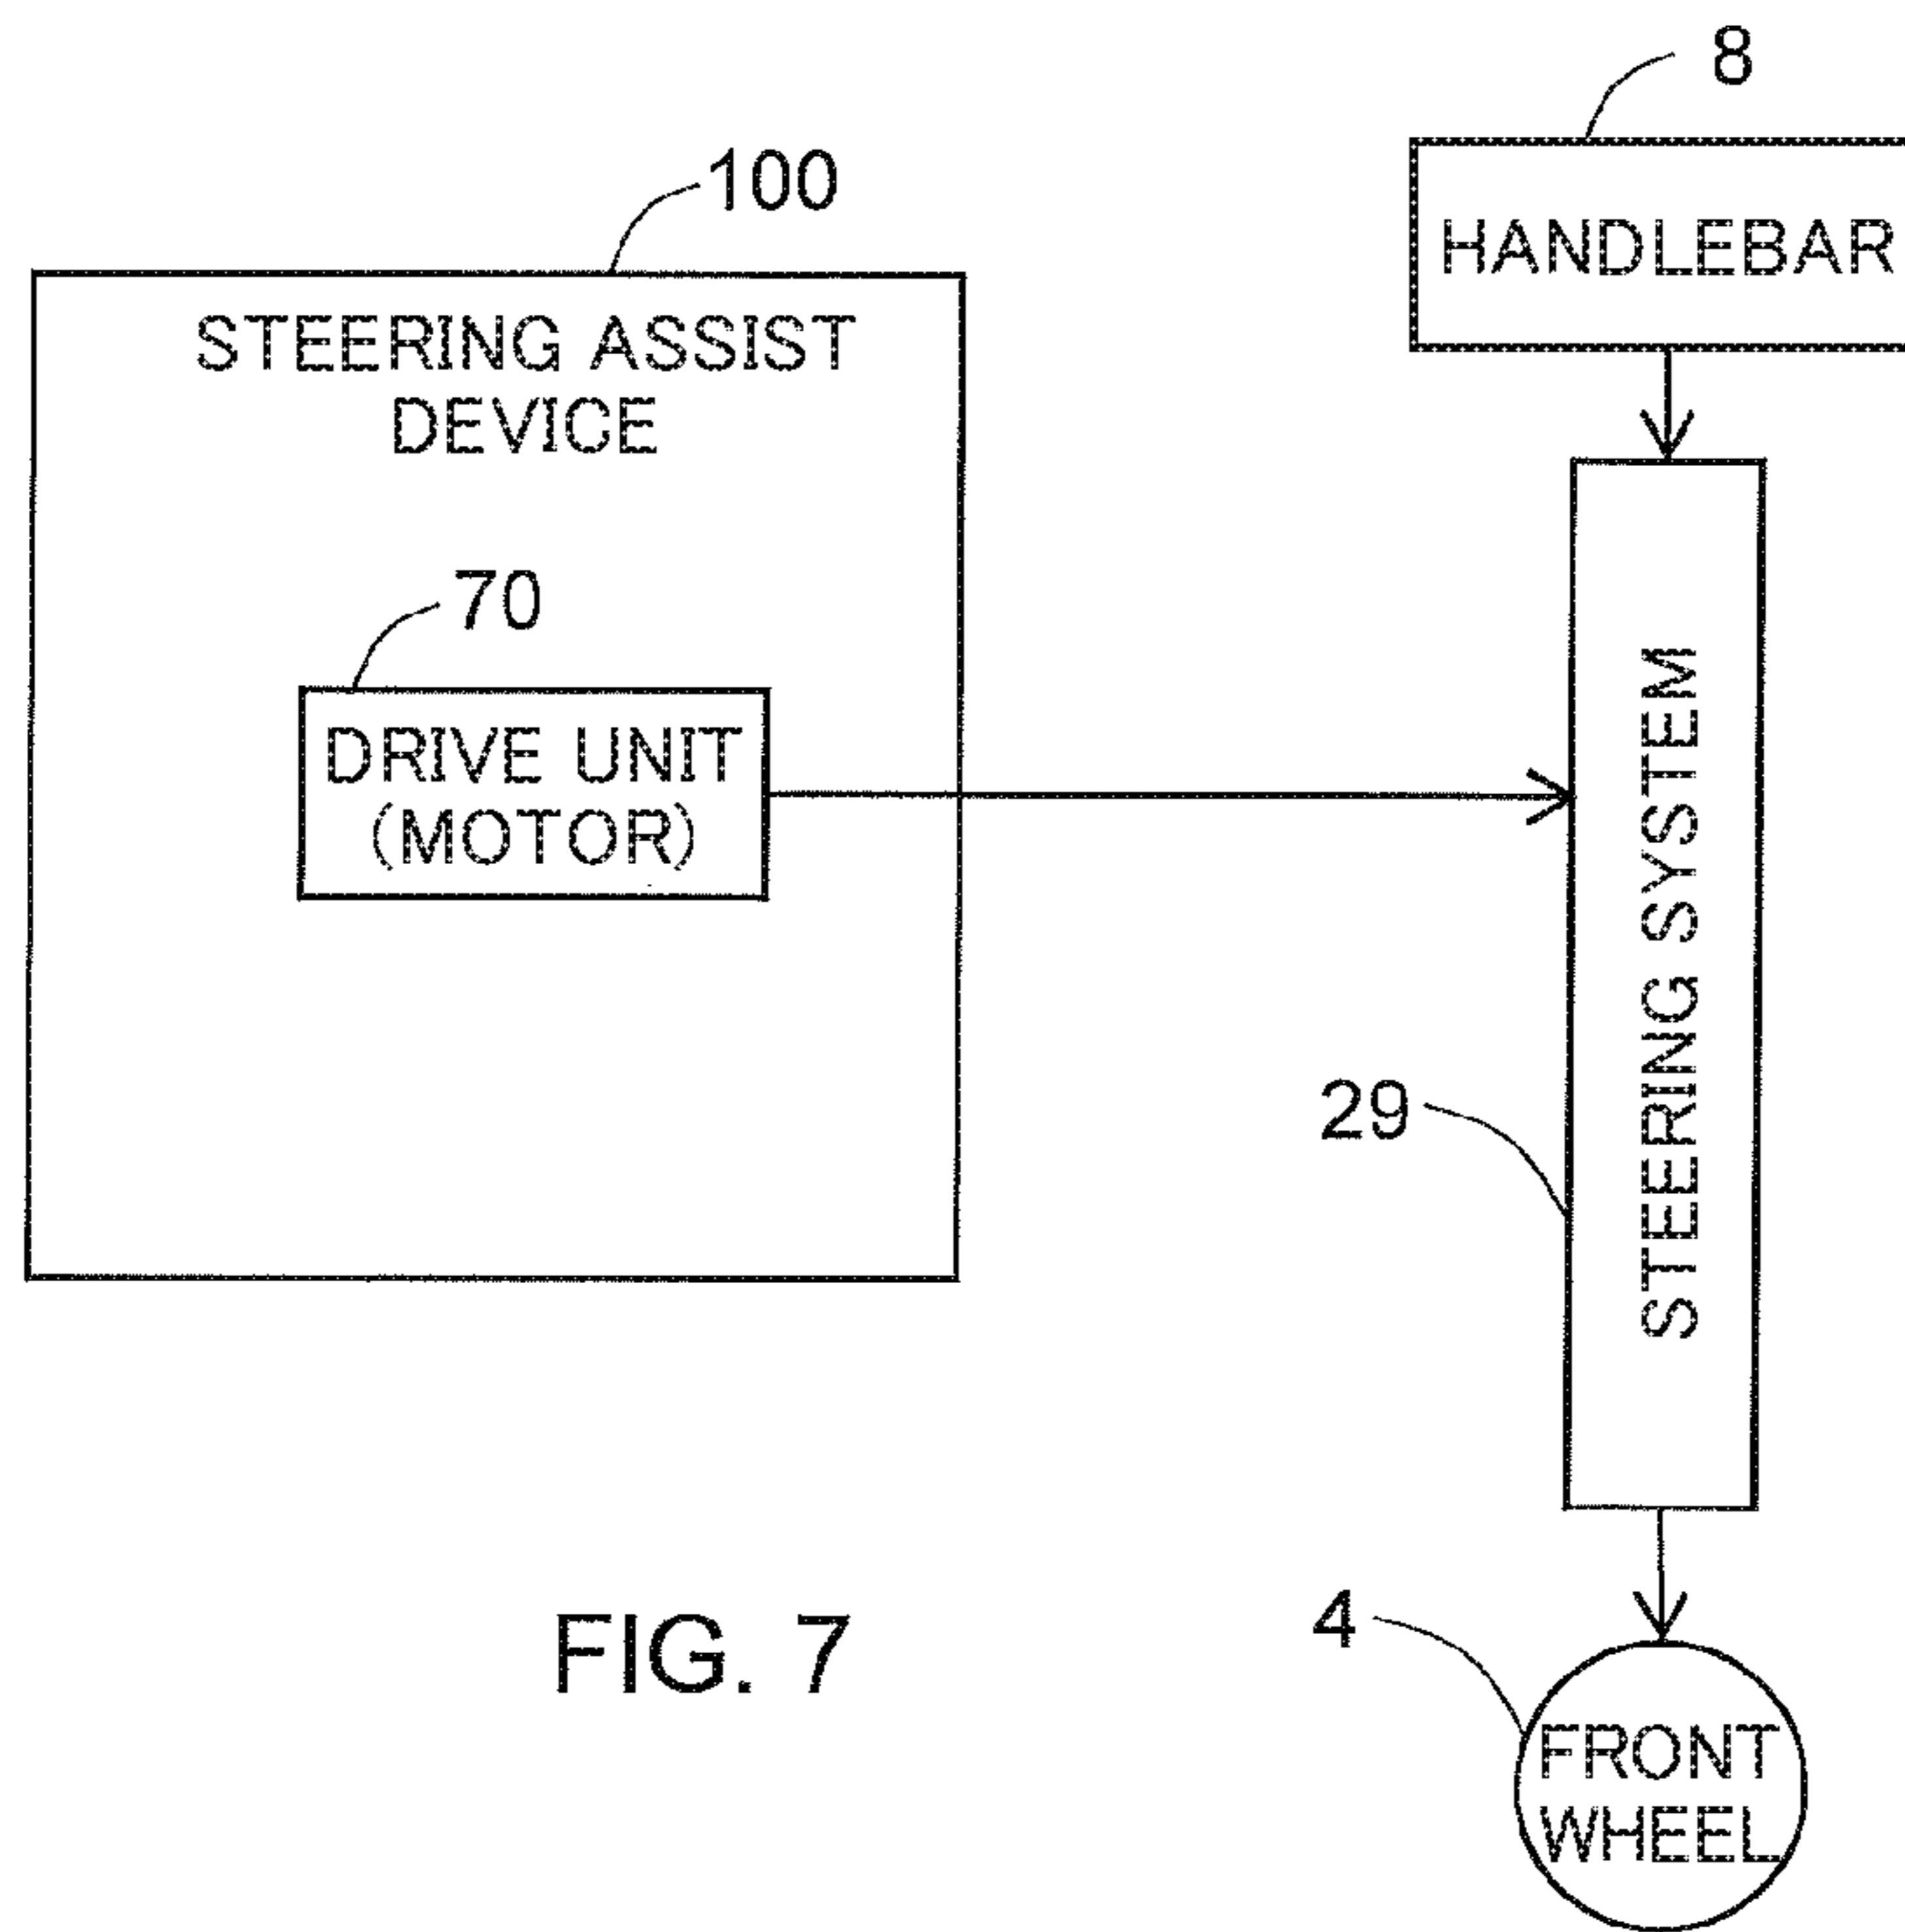 8
HANDLEBAR
100
STEERING ASSIST
DEVICE
70
DRIVE UNIT
(MOTOR)
STEERING SYSTEM
29
4
FRONT
WHEEL
FIG. 7